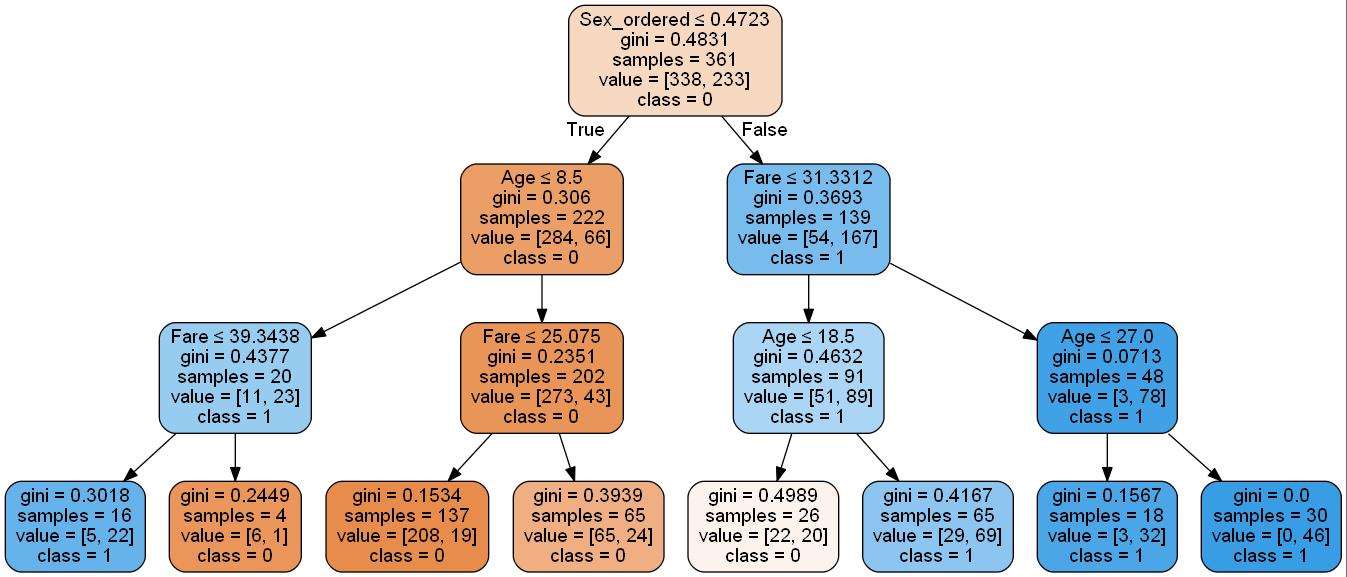 Sex_ordered ≤ 0.4723
gini = 0.4831
samples = 361
value = [338, 233]
class = 0
True
False
Age ≤ 8.5
gini = 0.306
samples = 222
value = [284, 66]
class = 0
Fare ≤ 31.3312
gini = 0.3693
samples = 139
value = [54, 167]
class = 1
Fare ≤ 39.3438
gini = 0.4377
samples = 20
value = [11, 23]
class = 1
Fare ≤ 25.075
gini = 0.2351
samples = 202
value = [273, 43]
class = 0
Age ≤ 18.5
gini = 0.4632
samples = 91
value = [51, 89]
class = 1
Age ≤ 27.0
gini = 0.0713
samples = 48
value = [3, 78]
class = 1
gini = 0.3018
samples = 16
value = [5, 22]
class = 1
gini = 0.2449
samples = 4
value = [6, 1]
class = 0
gini = 0.1534
samples = 137
value = [208, 19]
class = 0
gini = 0.3939
samples = 65
value = [65, 24]
class = 0
gini = 0.4989
samples = 26
value = [22, 20]
class = 0
gini = 0.4167
samples = 65
value = [29, 69]
class = 1
gini = 0.1567
samples = 18
value = [3, 32]
class = 1
gini = 0.0
samples = 30
value = [0, 46]
class = 1